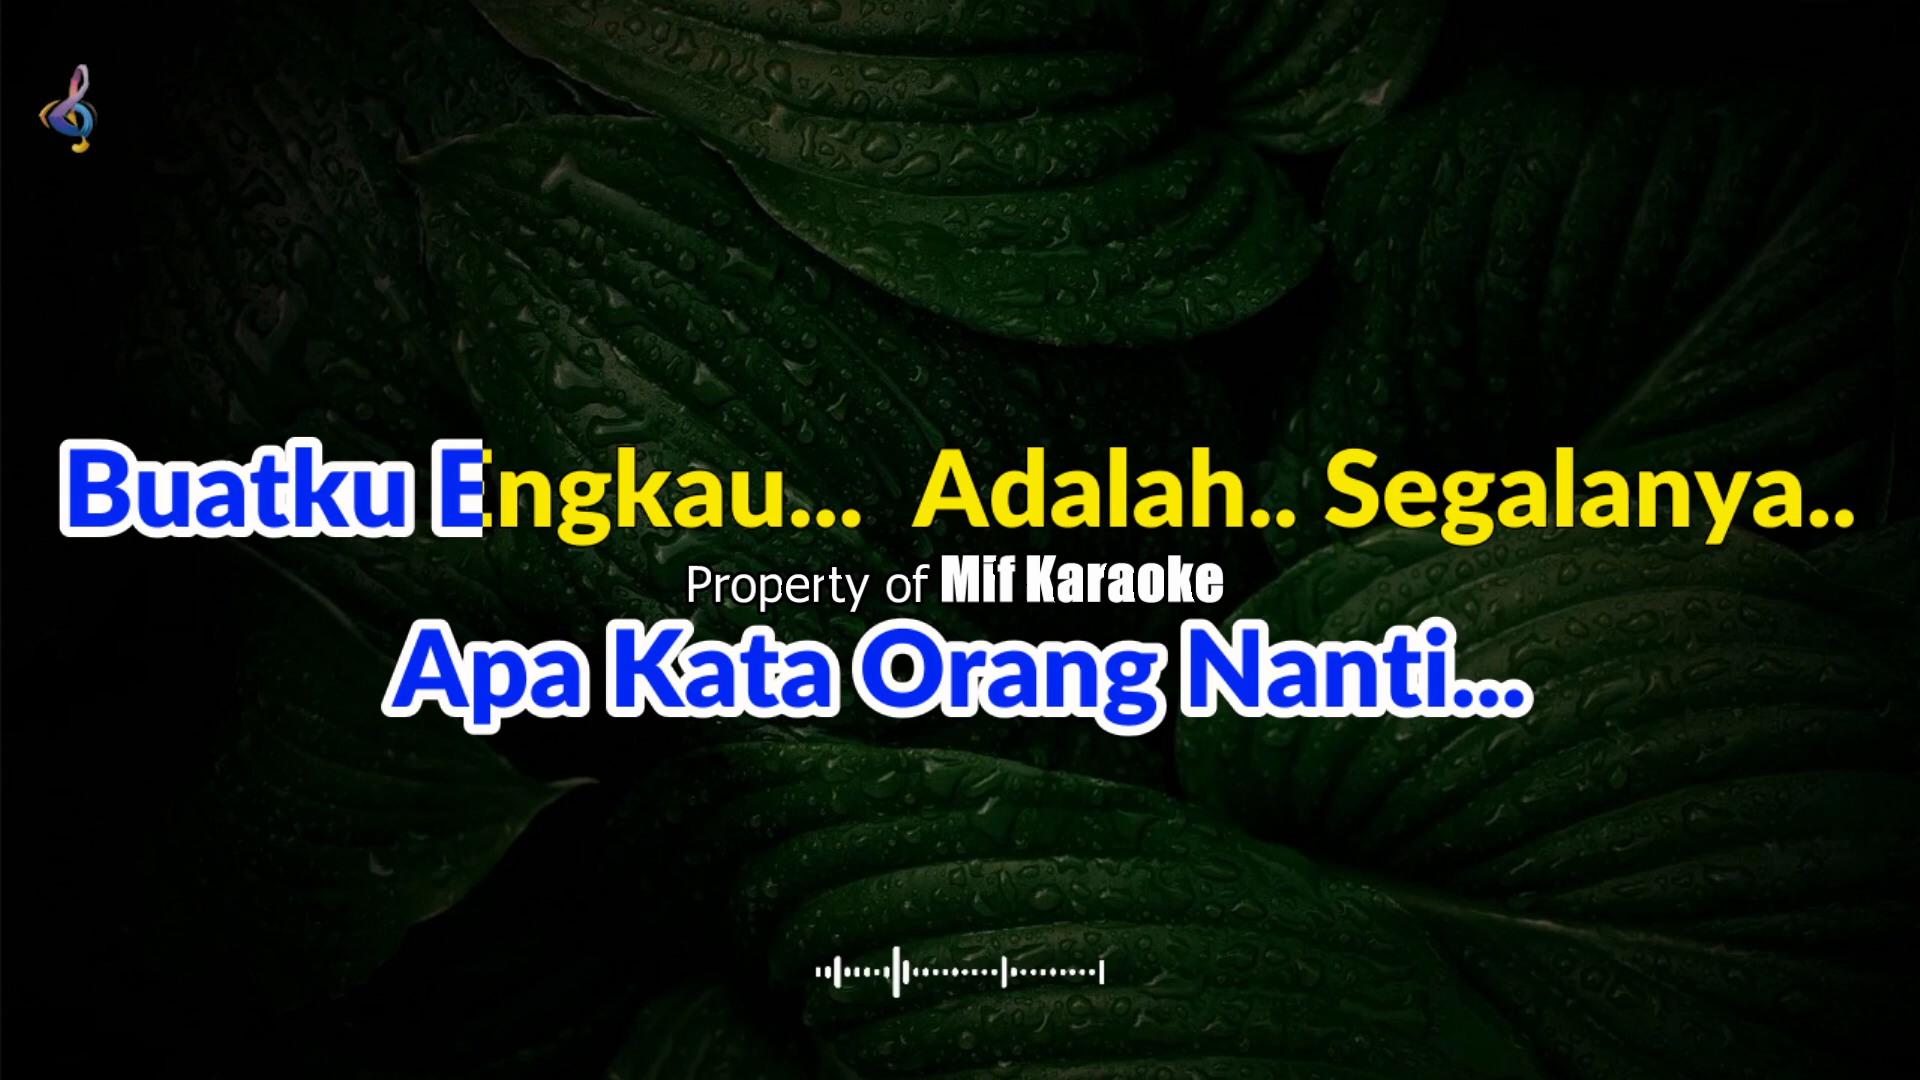 Buatku Engkau... Adalah.. Segalanya..
Property of Mif Karaoke
Apa Kata Orang Nanti...